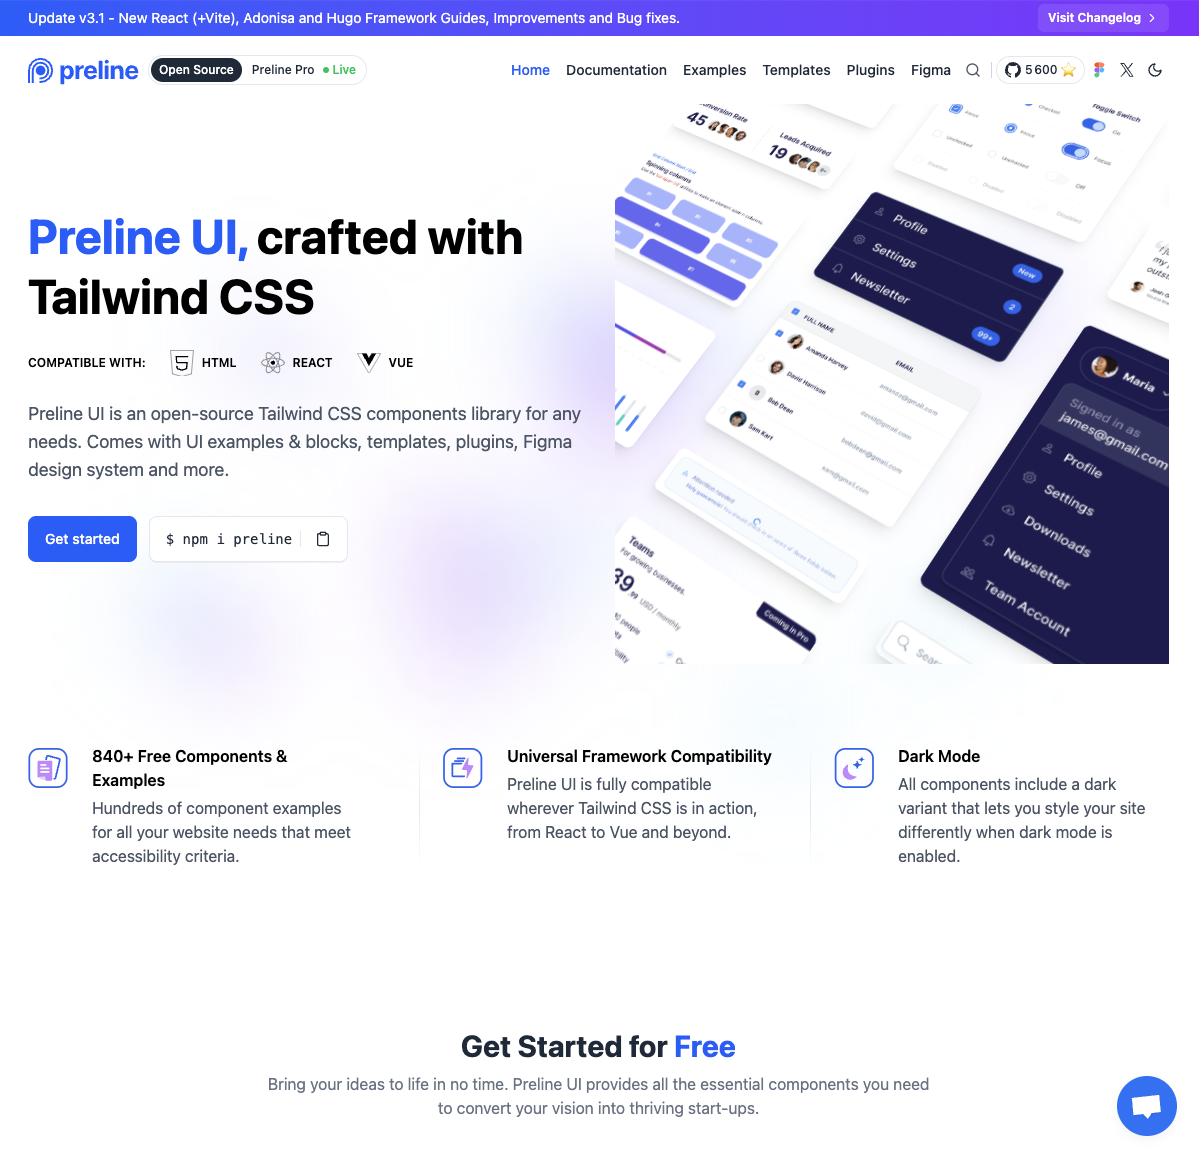 Update v3.1 - New React (+Vite), Adonisa and Hugo Framework Guides, Improvements and Bug fixes.
Visit Changelog
preline
Open Source
Preline Pro
Live
Home
Documentation
Examples
Templates
Plugins
Figma
5 600
Preline UI, crafted with
Tailwind CSS
COMPATIBLE WITH:
HTML
REACT
VUE
Preline UI is an open-source Tailwind CSS components library for any
needs. Comes with UI examples & blocks, templates, plugins, Figma
design system and more.
Get started
$ npm i preline
45
Leads Acquired
19
Spinning columns
Toggle Switch
On
Focus
Off
Disabled
Profile
Settings
New
Newsletter
2
99+
FULL NAME
EMAIL
Amanda Harvey
amanda@gmail.com
David Harrison
david@gmail.com
Bob Dean
bobdean@gmail.com
Sam Kart
sam@gmail.com
Attention needed
Maria
Signed in as
james@gmail.com
Profile
Settings
Downloads
Newsletter
Team Account
Teams
For growing businesses.
39.99 USD / monthly
people
Coming in Pro
840+ Free Components &
Examples
Hundreds of component examples
for all your website needs that meet
accessibility criteria.
Universal Framework Compatibility
Preline UI is fully compatible
wherever Tailwind CSS is in action,
from React to Vue and beyond.
Dark Mode
All components include a dark
variant that lets you style your site
differently when dark mode is
enabled.
Get Started for Free
Bring your ideas to life in no time. Preline UI provides all the essential components you need
to convert your vision into thriving start-ups.